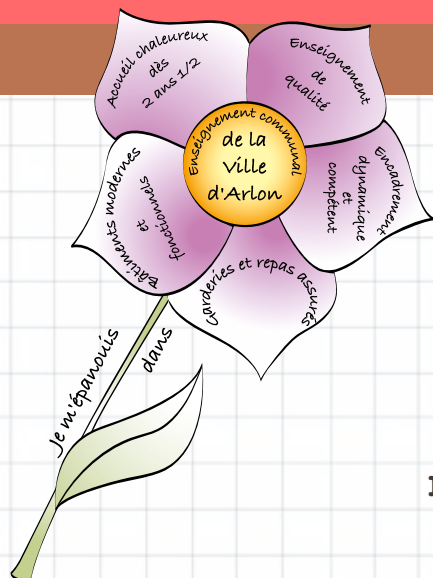 Accueil chaleureux
dès
2 ans 1/2
Enseignement
de
qualité
Enseignement communal
de la
Ville
d'Arlon
Encadrement
dynamique
et
compétent
Bâtiments modernes
et
fonctionnels
Garderies et repas assurés
Je m'épanouis
dans